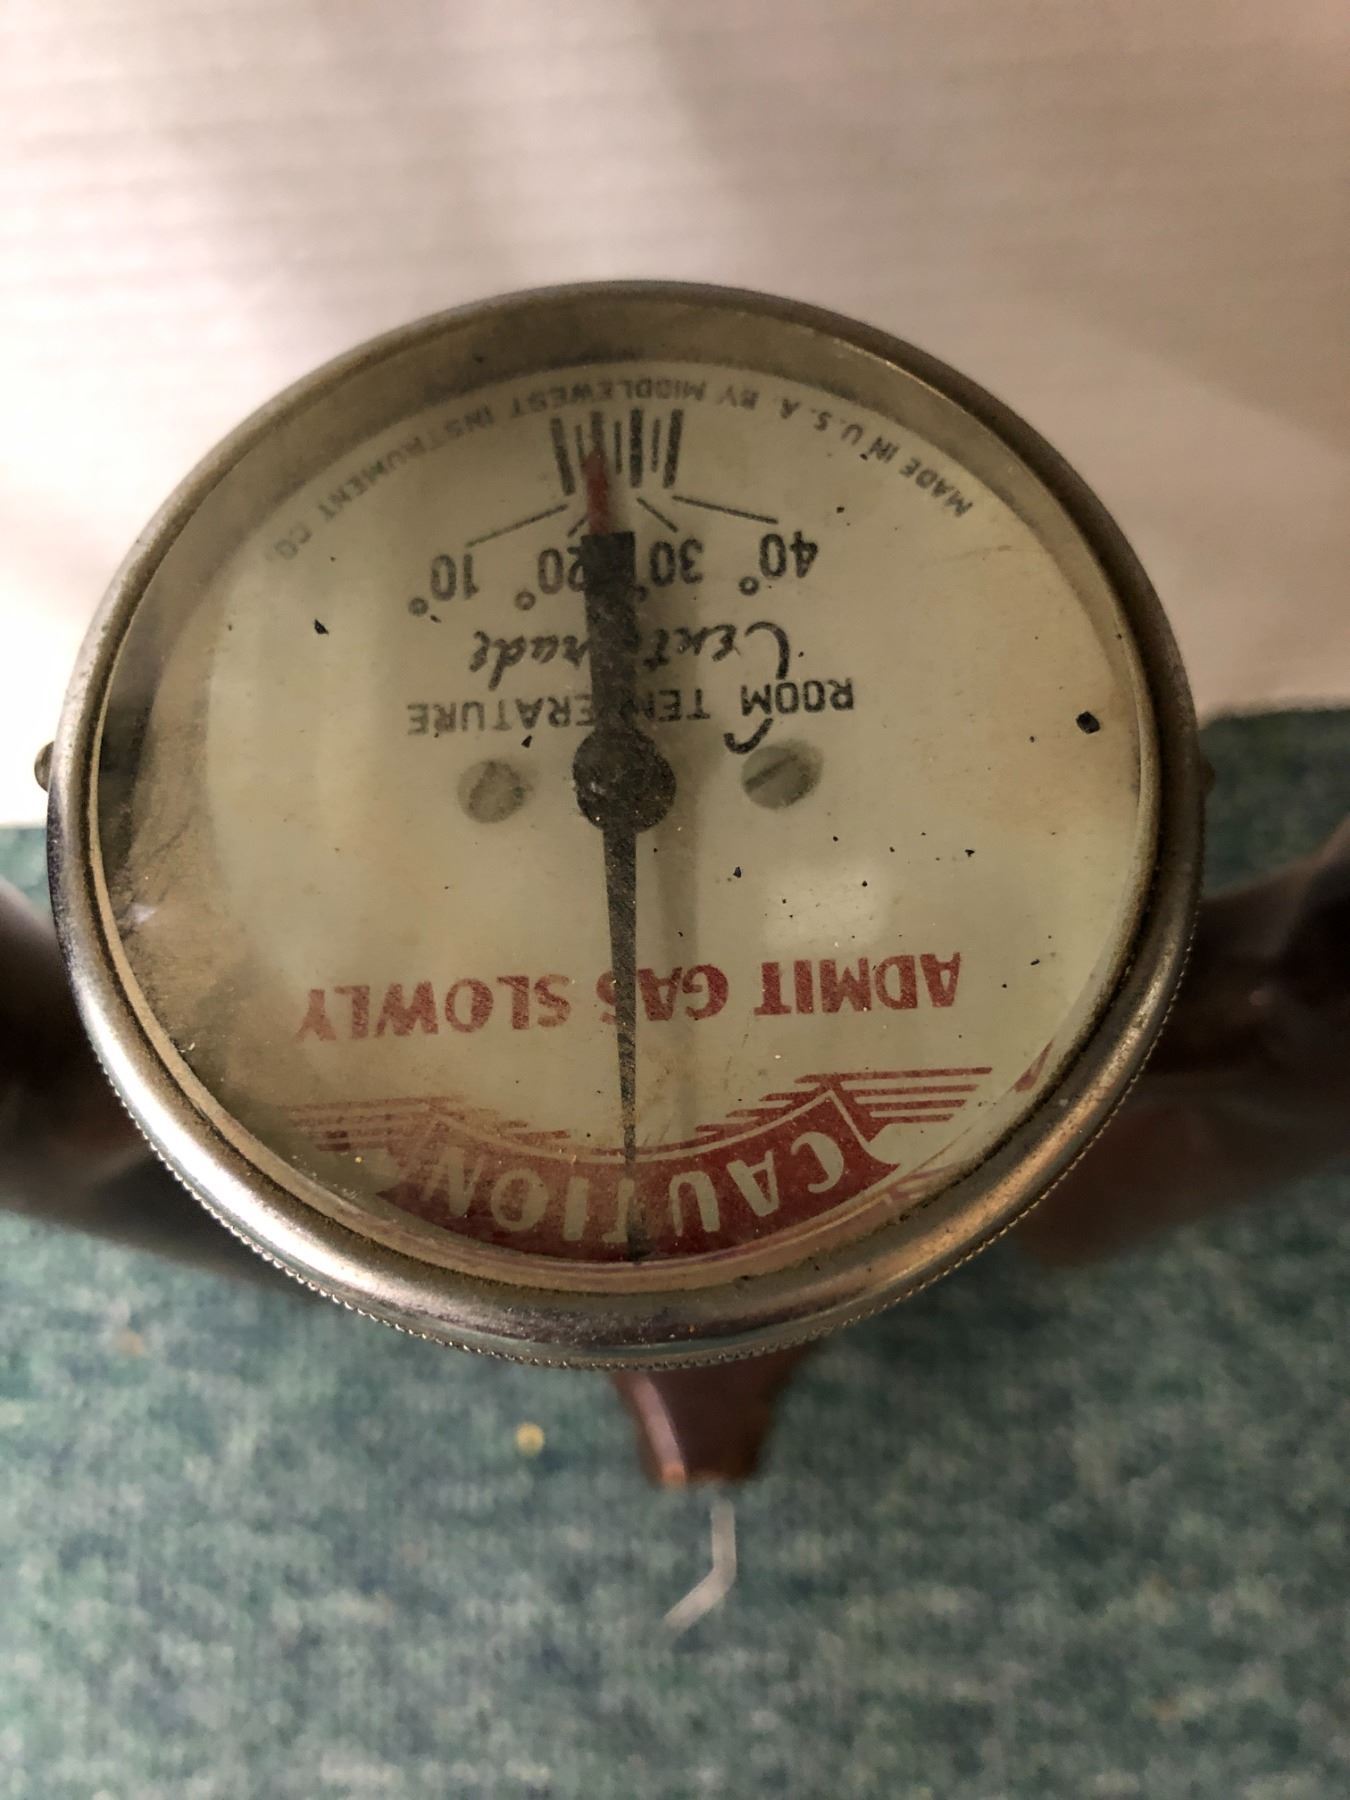 CAUTION
ADMIT GAS SLOWLY
ROOM TEMPERATURE
Centigrade
40° 30° 20° 10°
MADE IN U.S.A. BY MIDDLEWEST INSTRUMENT CO.